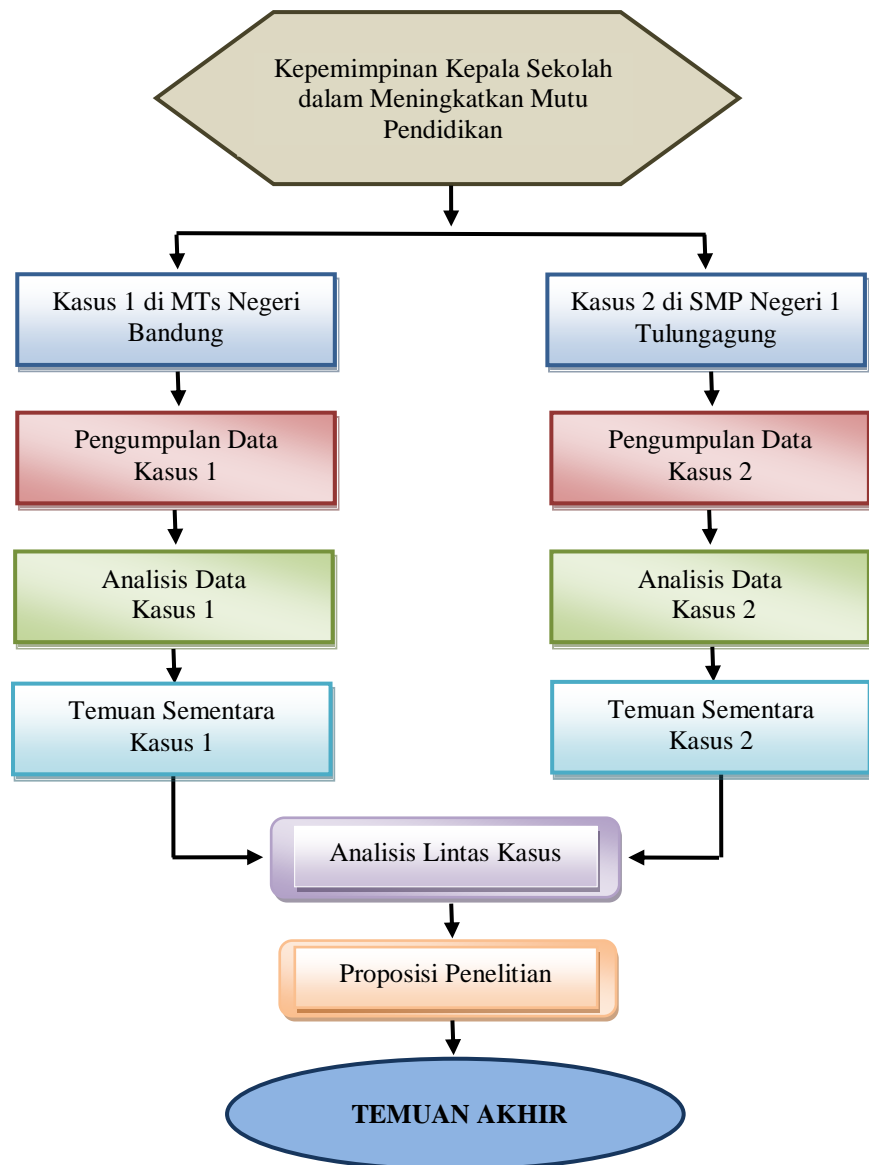 Kepemimpinan Kepala Sekolah
dalam Meningkatkan Mutu
Pendidikan
Kasus 1 di MTs Negeri
Bandung
Kasus 2 di SMP Negeri 1
Tulungagung
Pengumpulan Data
Kasus 1
Pengumpulan Data
Kasus 2
Analisis Data
Kasus 1
Analisis Data
Kasus 2
Temuan Sementara
Kasus 1
Temuan Sementara
Kasus 2
Analisis Lintas Kasus
Proposisi Penelitian
TEMUAN AKHIR